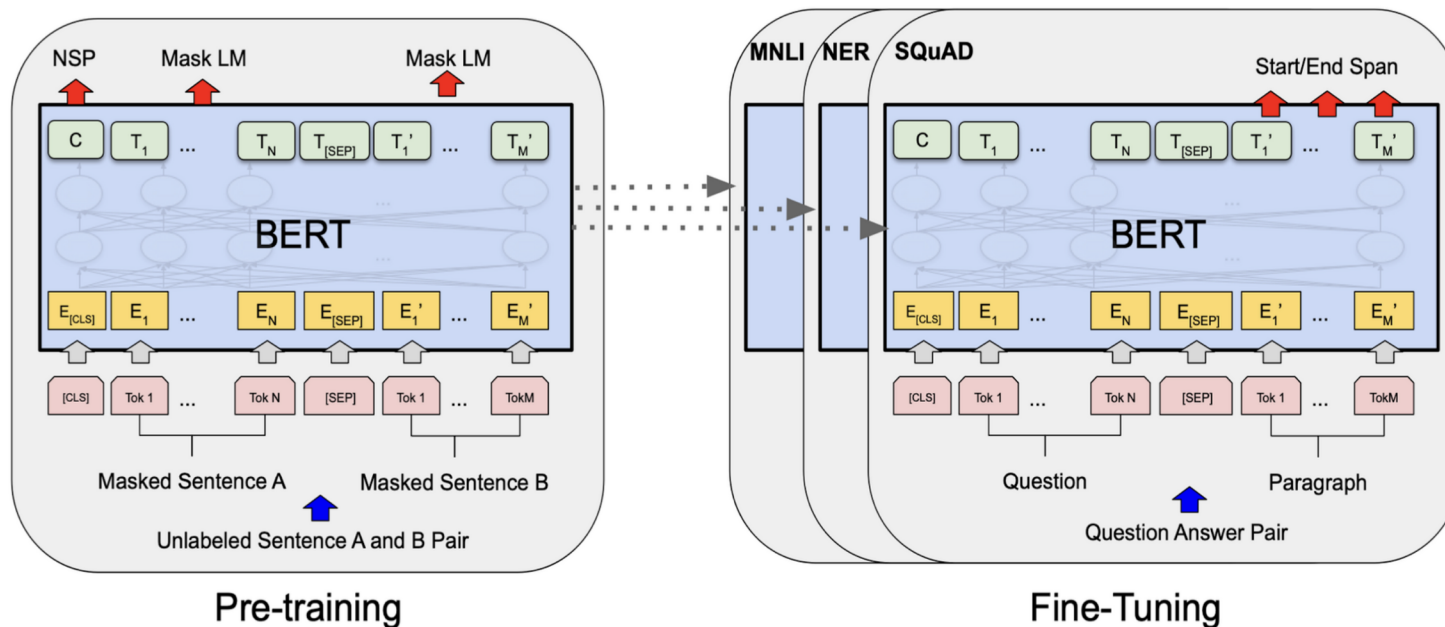 NSP Mask LM Mask LM
C T1 ... TN T[SEP] T1' ... TM'
...
BERT
...
E[CLS] E1 ... EN E[SEP] E1' ... EM'
[CLS] Tok 1 ... Tok N [SEP] Tok 1 ... TokM
Masked Sentence A Masked Sentence B
Unlabeled Sentence A and B Pair
Pre-training
MNLI NER SQuAD
Start/End Span
C T1 ... TN T[SEP] T1' ... TM'
...
BERT
...
E[CLS] E1 ... EN E[SEP] E1' ... EM'
[CLS] Tok 1 ... Tok N [SEP] Tok 1 ... TokM
Question Paragraph
Question Answer Pair
Fine-Tuning